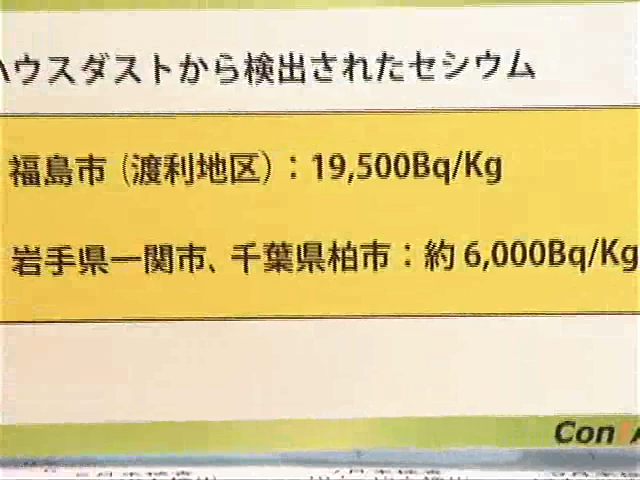 ハウスダストから検出されたセシウム
福島市（渡利地区）：19,500Bq/Kg
岩手県一関市、千葉県柏市：約6,000Bq/Kg